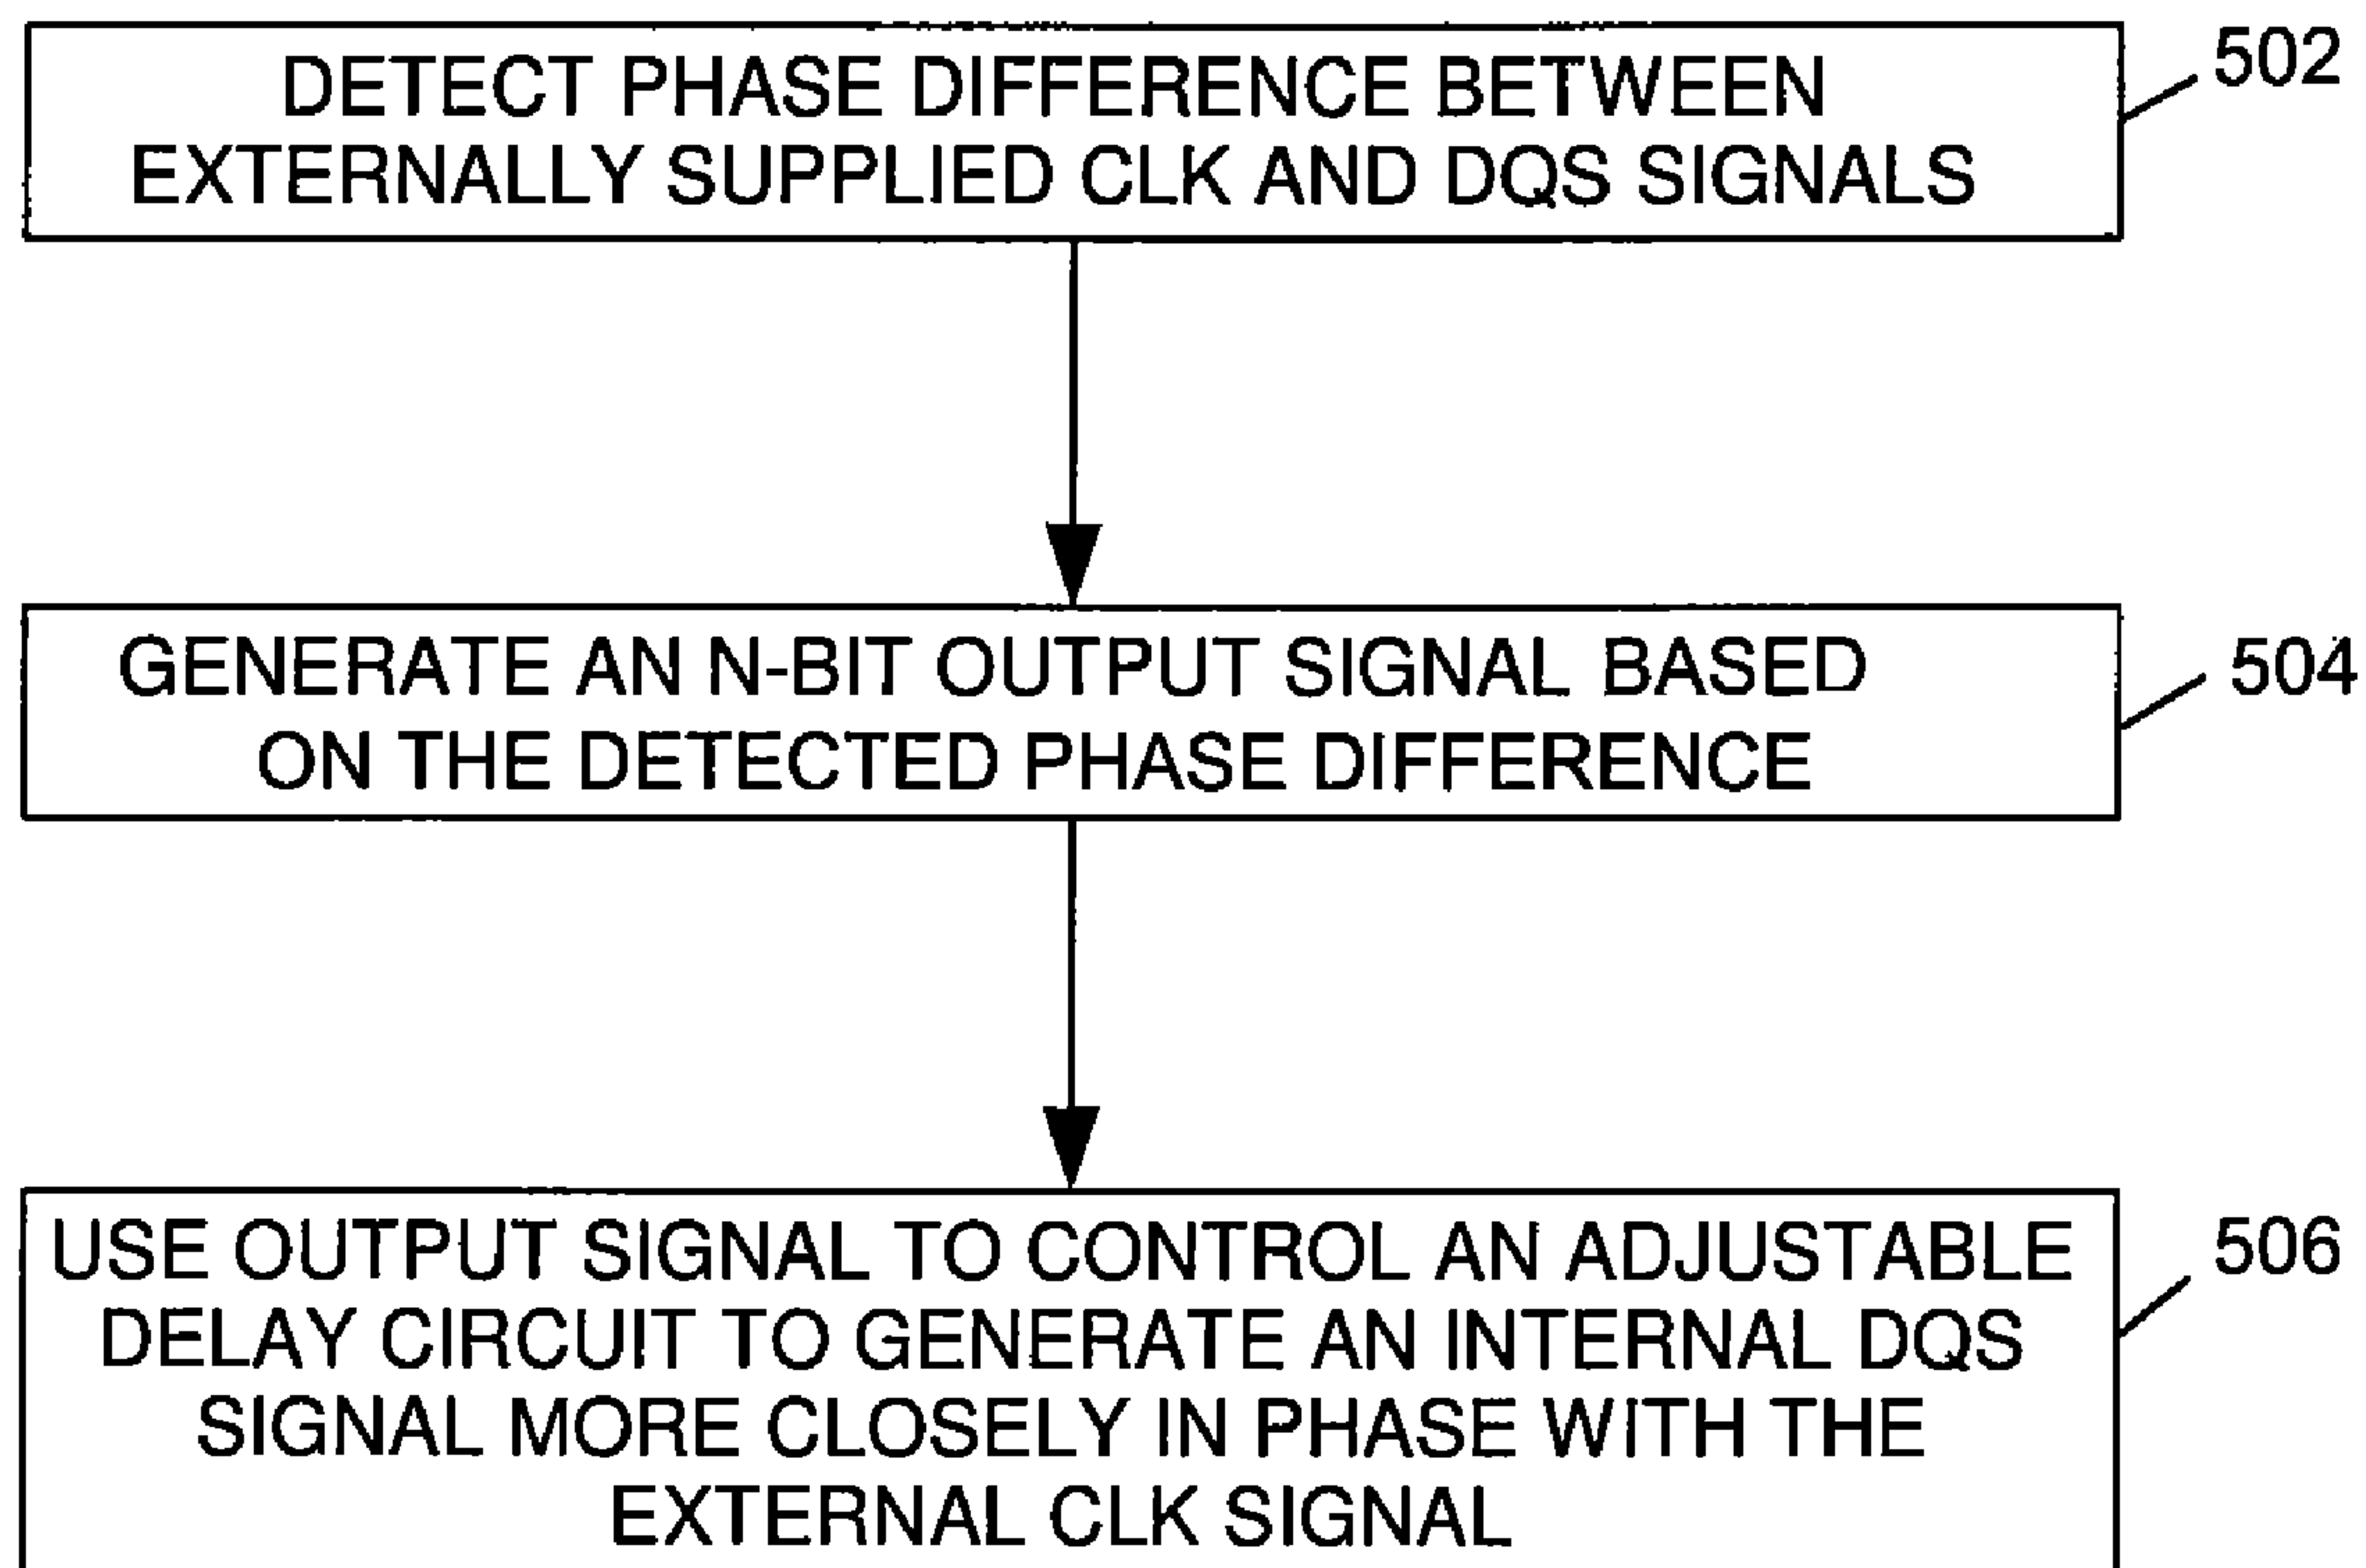 DETECT PHASE DIFFERENCE BETWEEN
EXTERNALLY SUPPLIED CLK AND DQS SIGNALS
502
GENERATE AN N-BIT OUTPUT SIGNAL BASED
ON THE DETECTED PHASE DIFFERENCE
504
USE OUTPUT SIGNAL TO CONTROL AN ADJUSTABLE
DELAY CIRCUIT TO GENERATE AN INTERNAL DQS
SIGNAL MORE CLOSELY IN PHASE WITH THE
EXTERNAL CLK SIGNAL
506